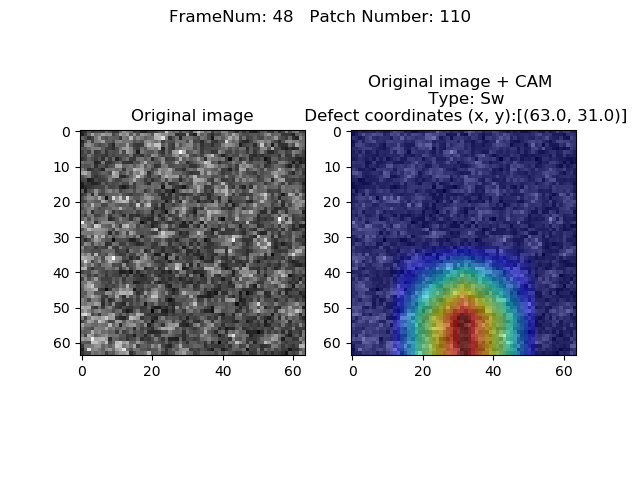 FrameNum: 48   Patch Number: 110
Original image
0
10
20
30
40
50
60
0 20 40 60
Original image + CAM
Type: Sw
Defect coordinates (x, y):[(63.0, 31.0)]
0
10
20
30
40
50
60
0 20 40 60